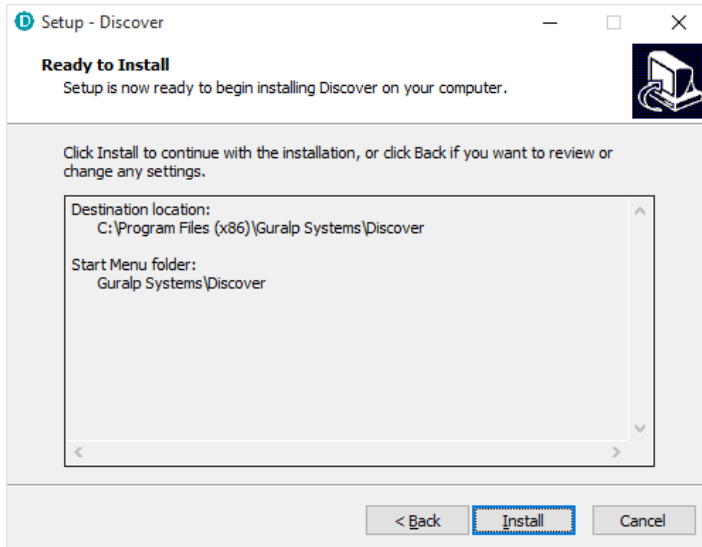 Setup - Discover
Ready to Install
Setup is now ready to begin installing Discover on your computer.
Click Install to continue with the installation, or click Back if you want to review or
change any settings.
Destination location:
C:\Program Files (x86)\Guralp Systems\Discover
Start Menu folder:
Guralp Systems\Discover
< Back Install Cancel